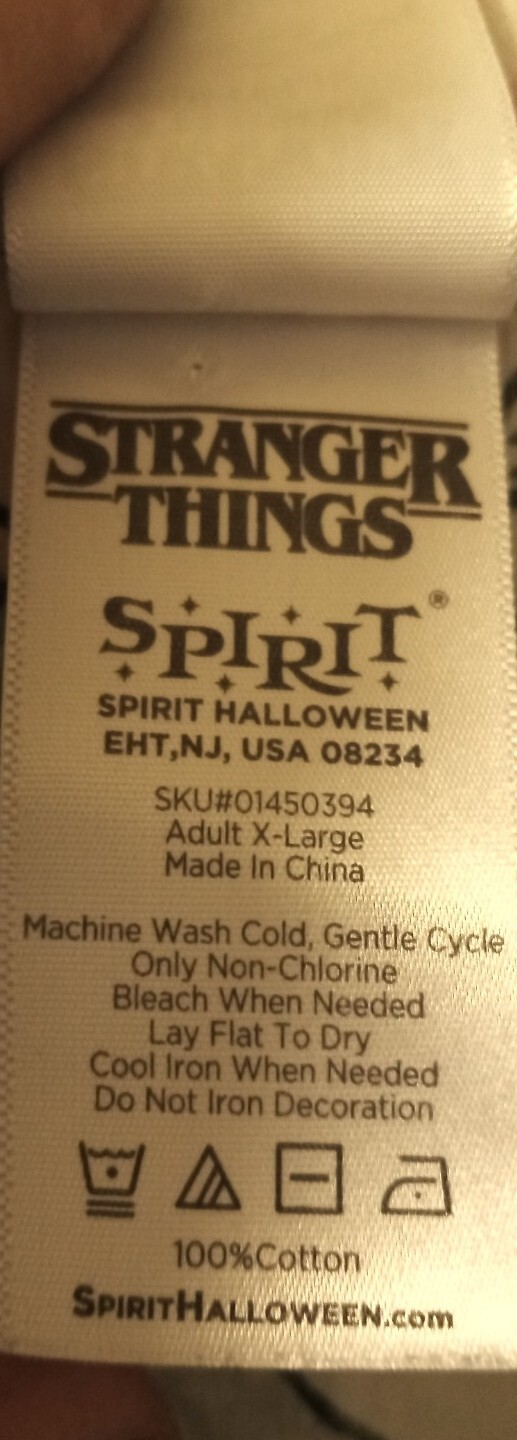 STRANGER
THINGS
SPIRIT®
SPIRIT HALLOWEEN
EHT,NJ, USA 08234
SKU#01450394
Adult X-Large
Made In China
Machine Wash Cold, Gentle Cycle
Only Non-Chlorine
Bleach When Needed
Lay Flat To Dry
Cool Iron When Needed
Do Not Iron Decoration
100%Cotton
SPIRITHALLOWEEN.com